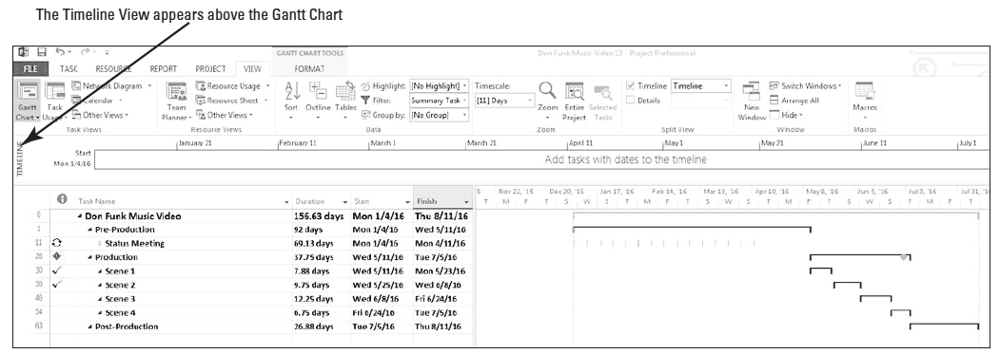 The Timeline View appears above the Gantt Chart
GANTT CHART TOOLS
Don Funk Music Video 12 - Project Professional
FILE TASK RESOURCE REPORT PROJECT VIEW FORMAT
Gantt Chart
Task Usage
Network Diagram
Calendar
Other Views
Task Views
Team Planner
Resource Usage
Resource Sheet
Other Views
Resource Views
Sort
Outline
Tables
Highlight: [No Highlight]
Filter: Summary Task
Group by: [No Group]
Data
Timescale:
[11] Days
Zoom
Entire Project
Selected Tasks
Zoom
Timeline Timeline
Details
Split View
New Window
Switch Windows
Arrange All
Hide
Window
Macros
Macros
TIMELINE
Start
Mon 1/4/16
January 21 February 11 March 1 March 21 April 11 May 1 May 21 June 11 July 1
Add tasks with dates to the timeline
Task Name Duration Start Finish
S Nov 22, '15 Dec 20, '15 Jan 17, '16 Feb 14, '16 Mar 13, '16 Apr 10, '16 May 8, '16 Jun 5, '16 Jul 3, '16 Jul 31, '1
T M F T S W S T M F T S W S T M F T S W S T M F T
0 Don Funk Music Video 156.63 days Mon 1/4/16 Thu 8/11/16
1 Pre-Production 92 days Mon 1/4/16 Wed 5/11/16
11 Status Meeting 69.13 days Mon 1/4/16 Mon 4/11/16
28 Production 37.75 days Wed 5/11/16 Tue 7/5/16
30 Scene 1 7.88 days Wed 5/11/16 Mon 5/23/16
38 Scene 2 9.75 days Wed 5/25/16 Wed 6/8/16
46 Scene 3 12.25 days Wed 6/8/16 Fri 6/24/16
54 Scene 4 6.75 days Fri 6/24/16 Tue 7/5/16
63 Post-Production 26.88 days Tue 7/5/16 Thu 8/11/16